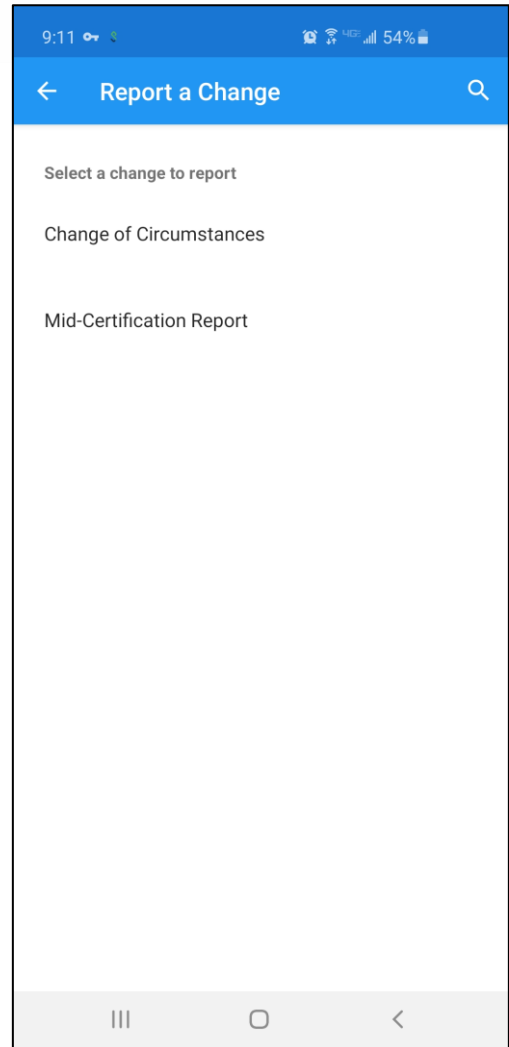 9:11 54%
Report a Change
Select a change to report
Change of Circumstances
Mid-Certification Report